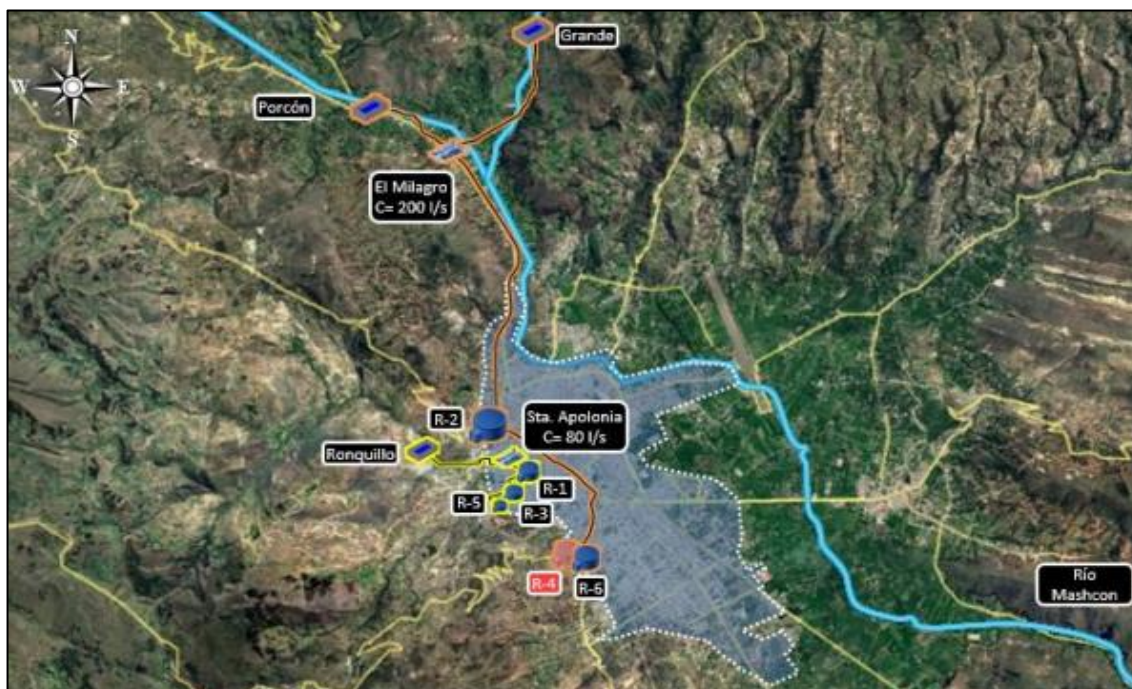 Grande
N
W
E
S
Porcón
El Milagro
C= 200 l/s
R-2
Sta. Apolonia
C= 80 l/s
Ronquillo
R-1
R-5
R-3
R-4
R-6
Río
Mashcon